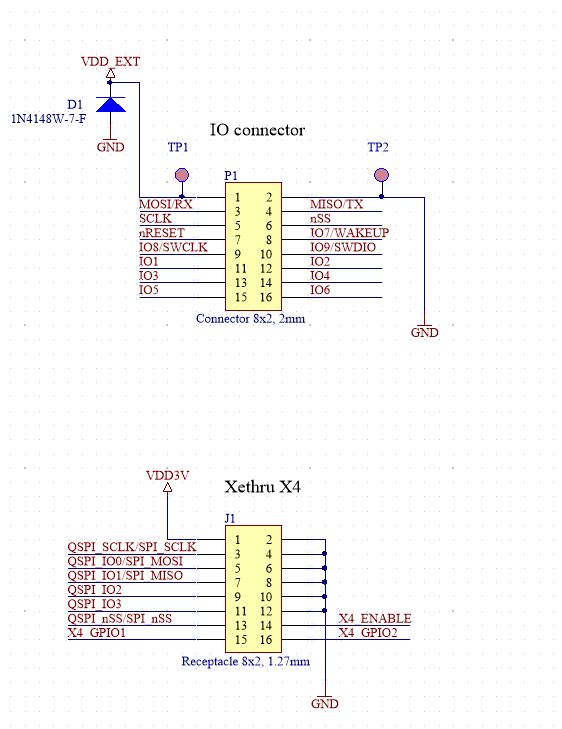 VDD_EXT
D1
1N4148W-7-F
GND
IO connector
TP1
TP2
P1
1 2
MOSI/RX 3 4 MISO/TX
SCLK 5 6 nSS
nRESET 7 8 IO7/WAKEUP
IO8/SWCLK 9 10 IO9/SWDIO
IO1 11 12 IO2
IO3 13 14 IO4
IO5 15 16 IO6
Connector 8x2, 2mm
GND
VDD3V
Xethru X4
J1
1 2
QSPI_SCLK/SPI_SCLK 3 4
QSPI_IO0/SPI_MOSI 5 6
QSPI_IO1/SPI_MISO 7 8
QSPI_IO2 9 10
QSPI_IO3 11 12
QSPI_nSS/SPI_nSS 13 14 X4_ENABLE
X4_GPIO1 15 16 X4_GPIO2
Receptacle 8x2, 1.27mm
GND